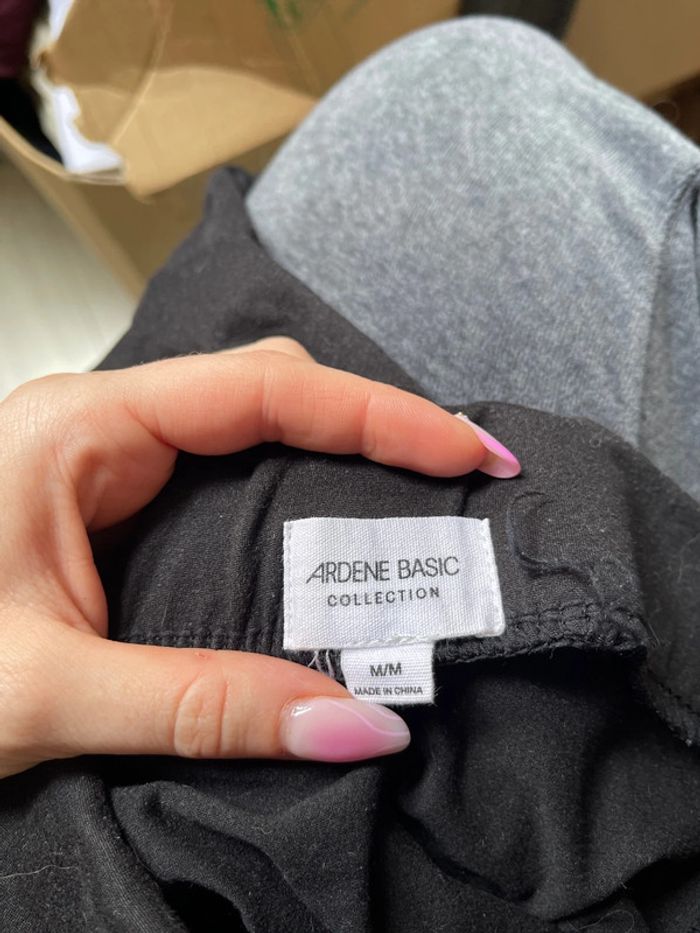 ARDENE BASIC
COLLECTION
M/M
MADE IN CHINA